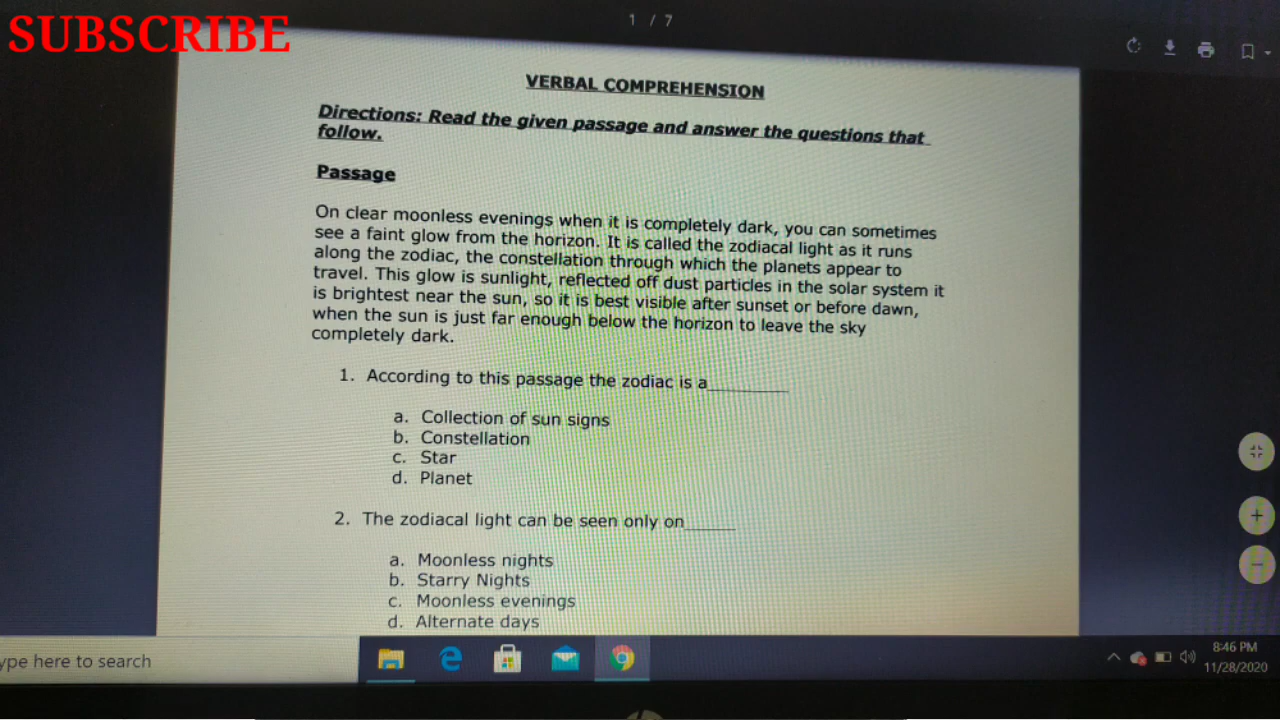 SUBSCRIBE
1 / 7
VERBAL COMPREHENSION
Directions: Read the given passage and answer the questions that
follow.
Passage
On clear moonless evenings when it is completely dark, you can sometimes
see a faint glow from the horizon. It is called the zodiacal light as it runs
along the zodiac, the constellation through which the planets appear to
travel. This glow is sunlight, reflected off dust particles in the solar system it
is brightest near the sun, so it is best visible after sunset or before dawn,
when the sun is just far enough below the horizon to leave the sky
completely dark.
1. According to this passage the zodiac is a_________
a. Collection of sun signs
b. Constellation
c. Star
d. Planet
2. The zodiacal light can be seen only on______
a. Moonless nights
b. Starry Nights
c. Moonless evenings
d. Alternate days
ype here to search
8:46 PM
11/28/2020